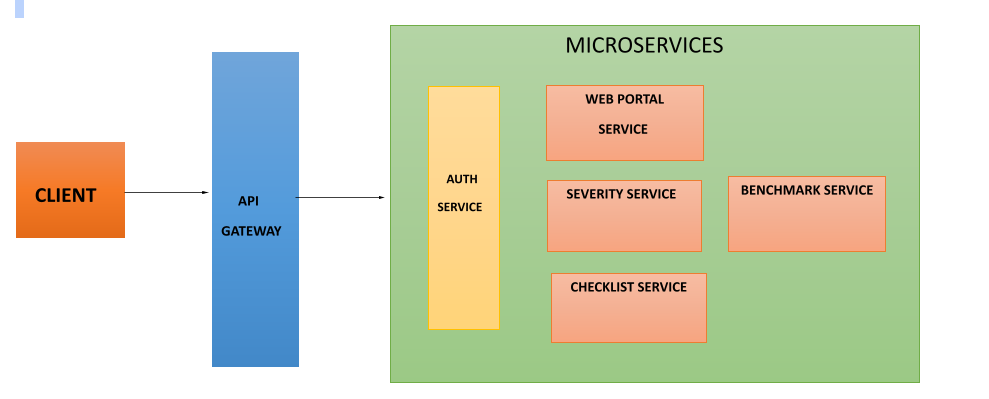 MICROSERVICES
CLIENT
API
GATEWAY
AUTH
SERVICE
WEB PORTAL
SERVICE
SEVERITY SERVICE
BENCHMARK SERVICE
CHECKLIST SERVICE